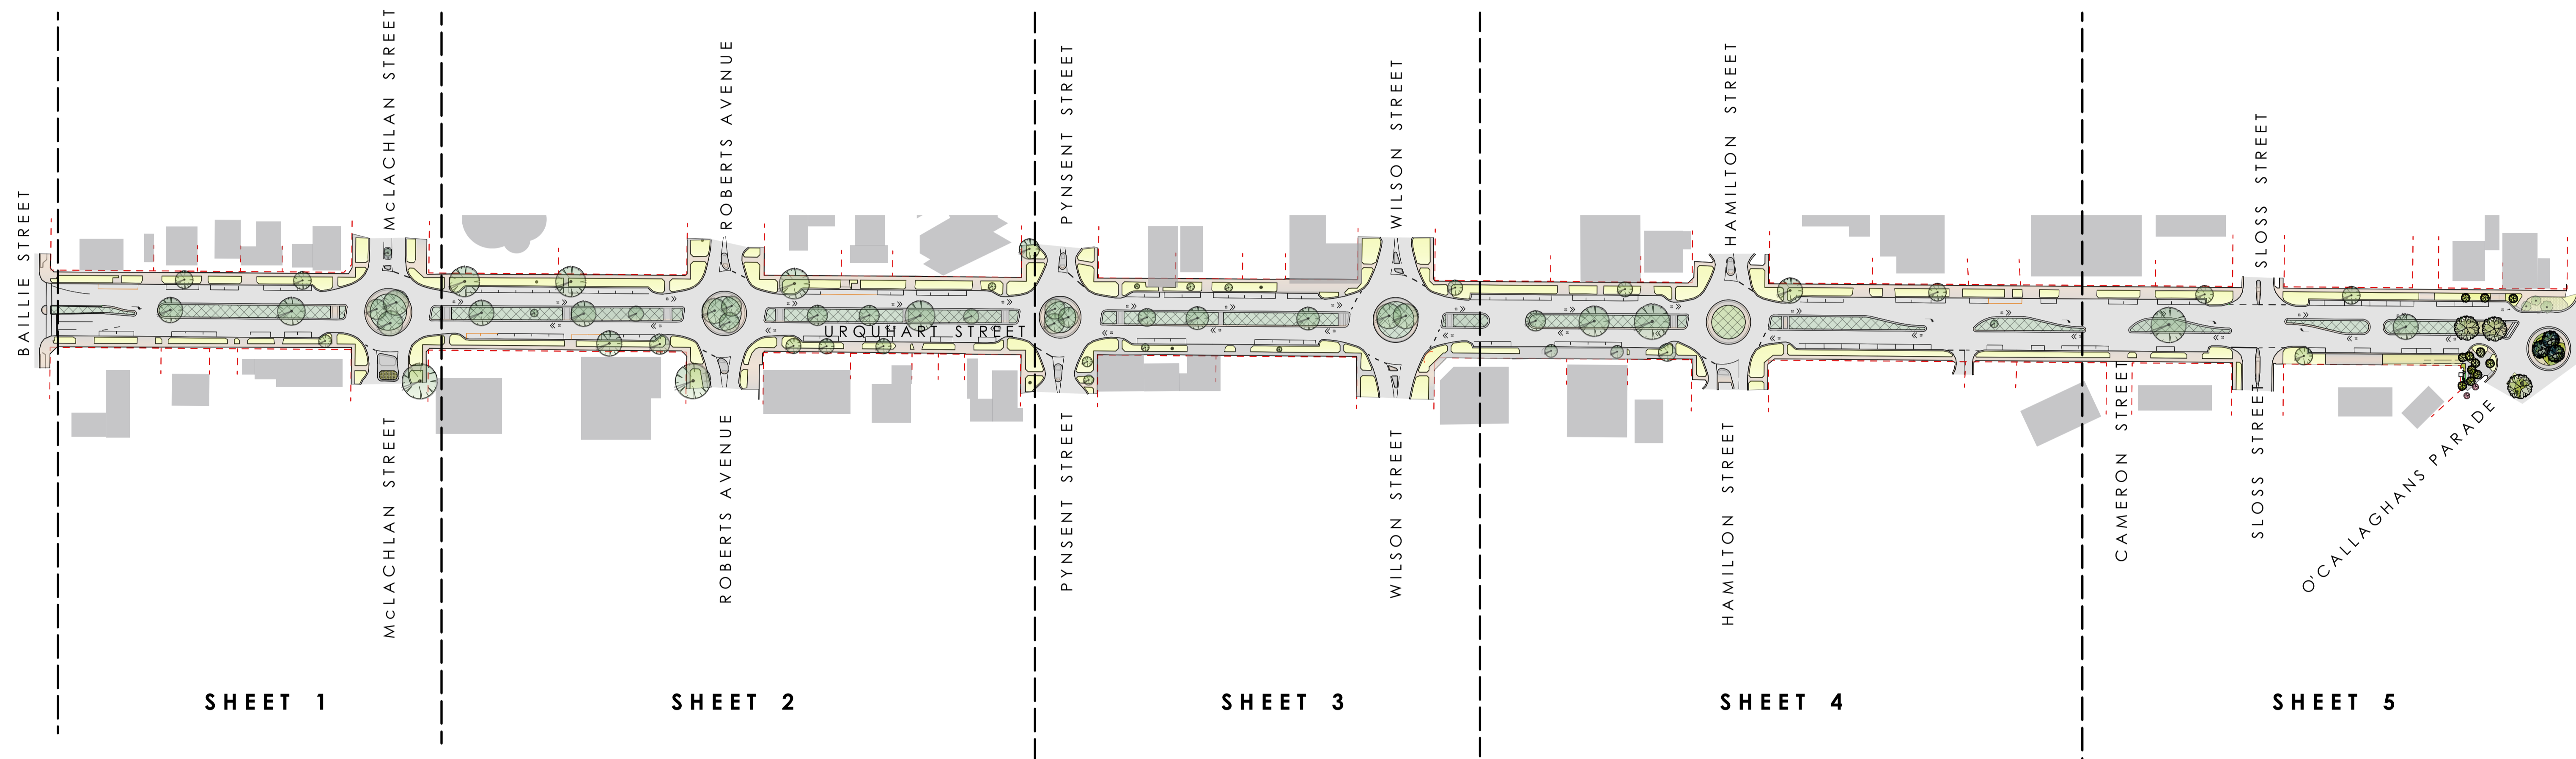 BAILLIE STREET
McLACHLAN STREET
McLACHLAN STREET
ROBERTS AVENUE
ROBERTS AVENUE
URQUHART STREET
PYNSENT STREET
PYNSENT STREET
WILSON STREET
WILSON STREET
HAMILTON STREET
HAMILTON STREET
CAMERON STREET
SLOSS STREET
SLOSS STREET
O'CALLAGHANS PARADE
SHEET 1
SHEET 2
SHEET 3
SHEET 4
SHEET 5